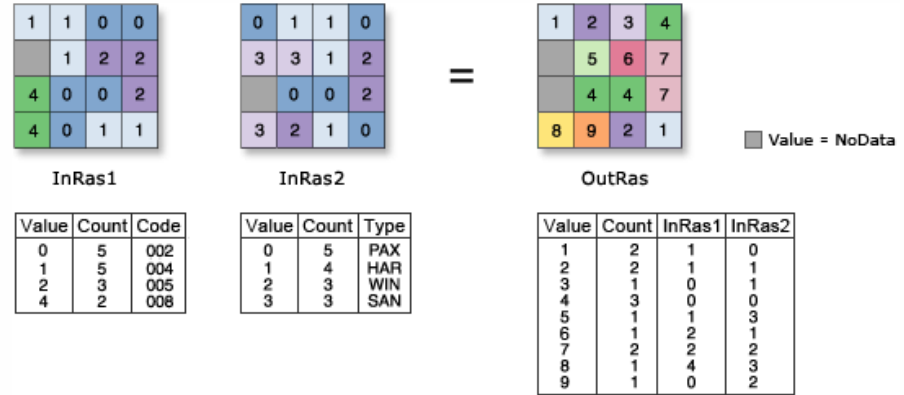 1 1 0 0
1 2 2
4 0 0 2
4 0 1 1
InRas1
0 1 1 0
3 3 1 2
0 0 2
3 2 1 0
InRas2
=
1 2 3 4
5 6 7
4 4 7
8 9 2 1
OutRas
Value = NoData
Value Count Code
0 5 002
1 5 004
2 3 005
4 2 008
Value Count Type
0 5 PAX
1 4 HAR
2 3 WIN
3 3 SAN
Value Count InRas1 InRas2
1 2 1 0
2 2 1 1
3 1 0 1
4 3 0 0
5 1 1 3
6 1 2 1
7 2 2 2
8 1 4 3
9 1 0 2